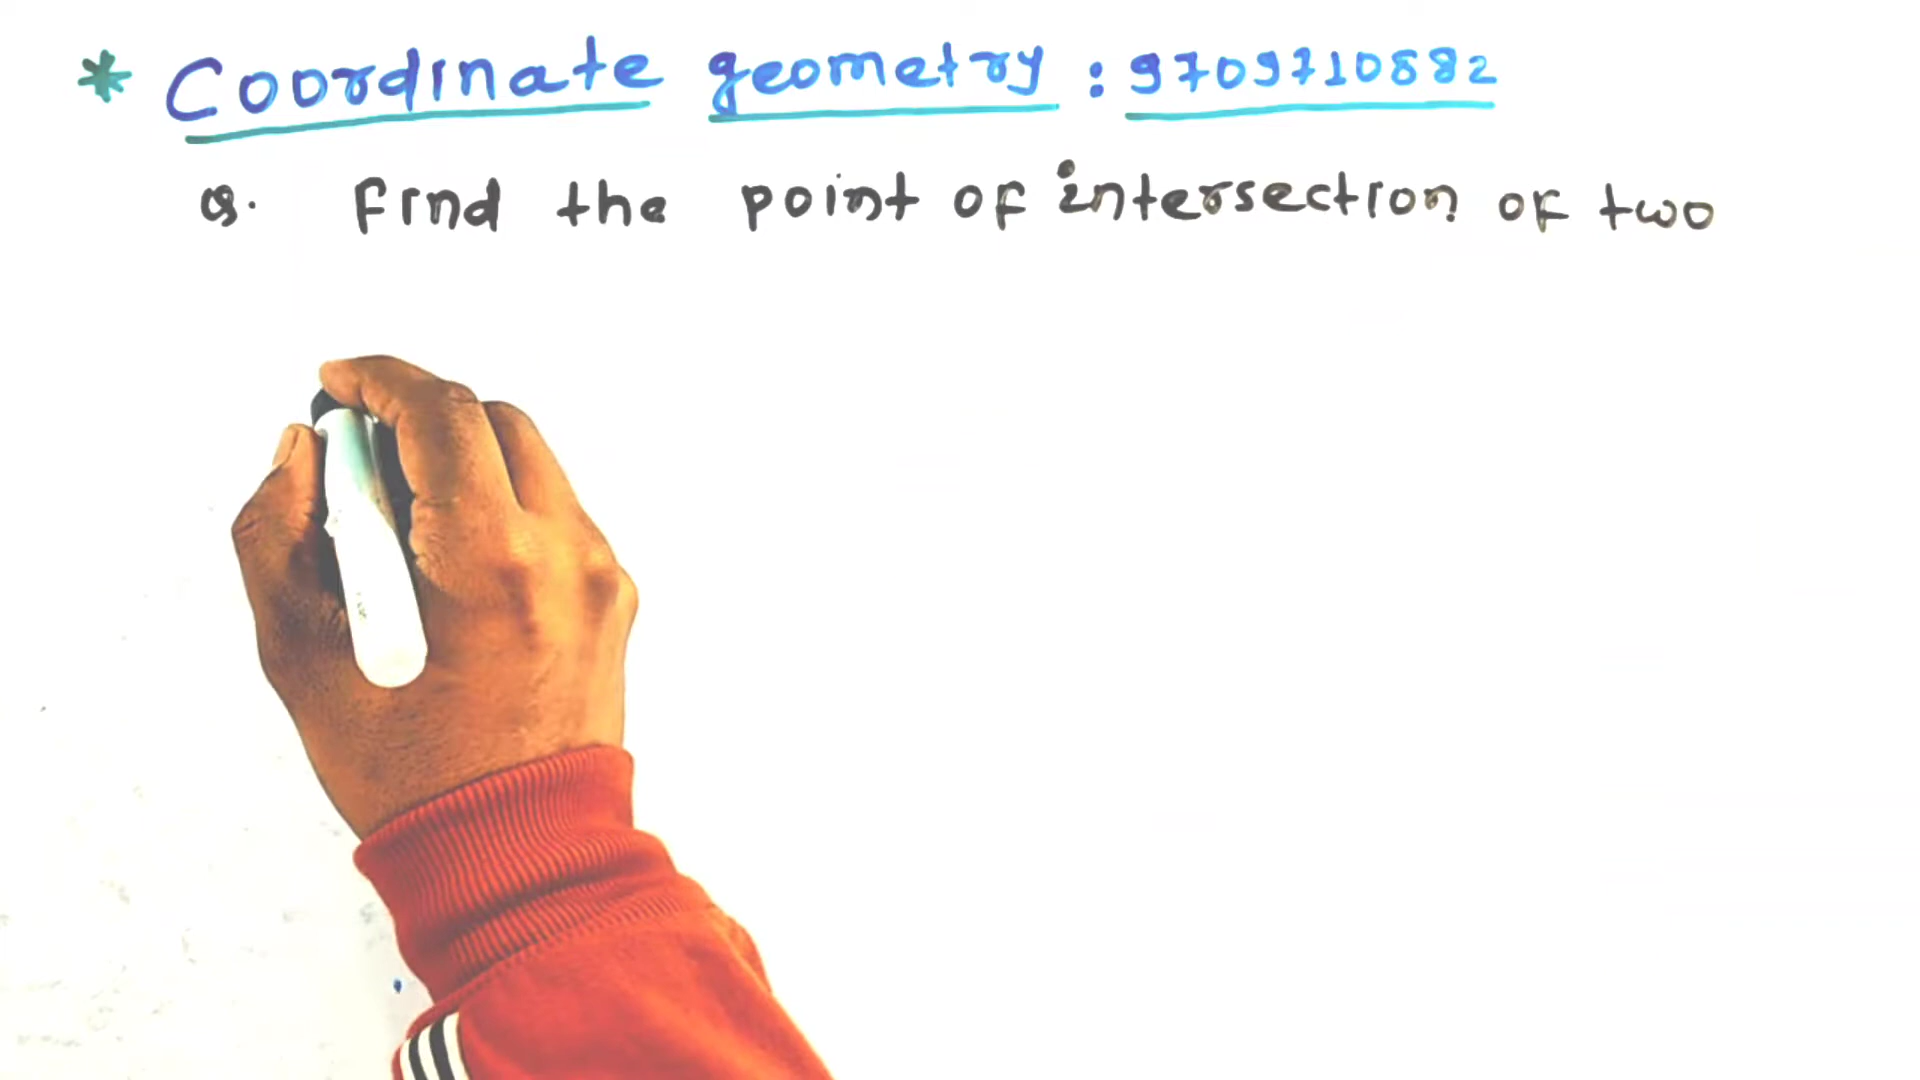 * Coordinate geometry : 9709710882
Q. Find the point of intersection of two